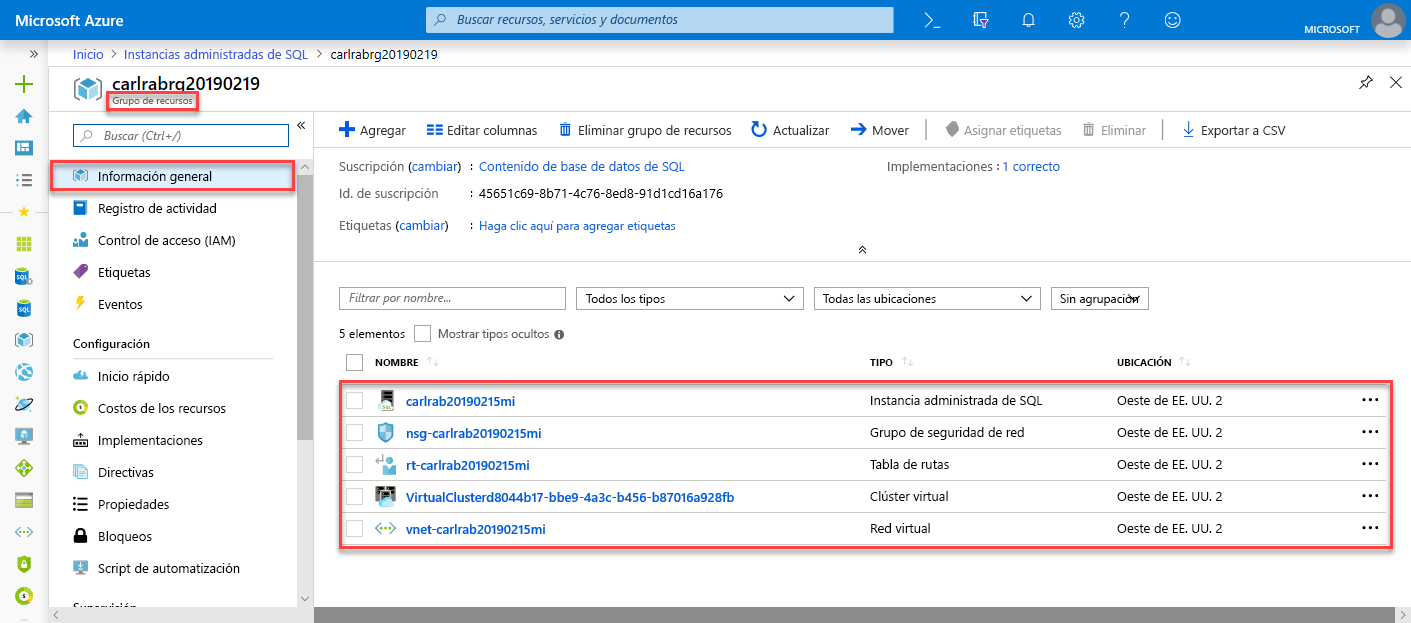 Microsoft Azure
Buscar recursos, servicios y documentos
MICROSOFT
Inicio > Instancias administradas de SQL > carlrabrg20190219
carlrabrg20190219
Grupo de recursos
Buscar (Ctrl+/)
Información general
Registro de actividad
Control de acceso (IAM)
Etiquetas
Eventos
Configuración
Inicio rápido
Costos de los recursos
Implementaciones
Directivas
Propiedades
Bloqueos
Script de automatización
Supervisión
Agregar Editar columnas Eliminar grupo de recursos Actualizar Mover Asignar etiquetas Eliminar Exportar a CSV
Suscripción (cambiar) : Contenido de base de datos de SQL Implementaciones : 1 correcto
Id. de suscripción : 45651c69-8b71-4c76-8ed8-91d1cd16a176
Etiquetas (cambiar) : Haga clic aquí para agregar etiquetas
Filtrar por nombre... Todos los tipos Todas las ubicaciones Sin agrupación
5 elementos Mostrar tipos ocultos
NOMBRE TIPO UBICACIÓN
carlrab20190215mi Instancia administrada de SQL Oeste de EE. UU. 2
nsg-carlrab20190215mi Grupo de seguridad de red Oeste de EE. UU. 2
rt-carlrab20190215mi Tabla de rutas Oeste de EE. UU. 2
VirtualClusterd8044b17-bbe9-4a3c-b456-b87016a928fb Clúster virtual Oeste de EE. UU. 2
vnet-carlrab20190215mi Red virtual Oeste de EE. UU. 2